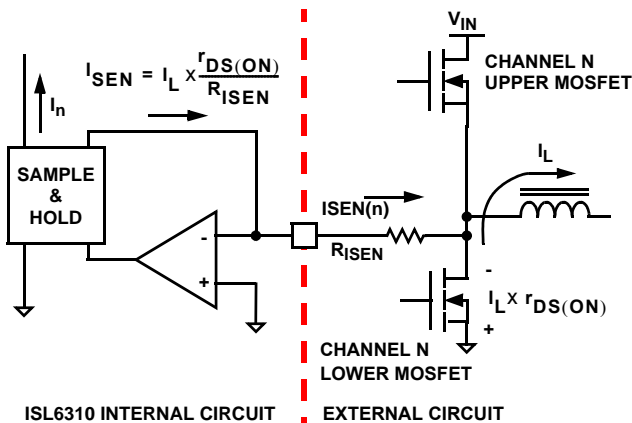 V_IN
I_SEN = I_L x r_DS(ON)
R_ISEN
CHANNEL N
UPPER MOSFET
I_n
SAMPLE
&
HOLD
I_L
ISEN(n)
-
+
R_ISEN
-
I_L x r_DS(ON)
+
CHANNEL N
LOWER MOSFET
ISL6310 INTERNAL CIRCUIT
EXTERNAL CIRCUIT